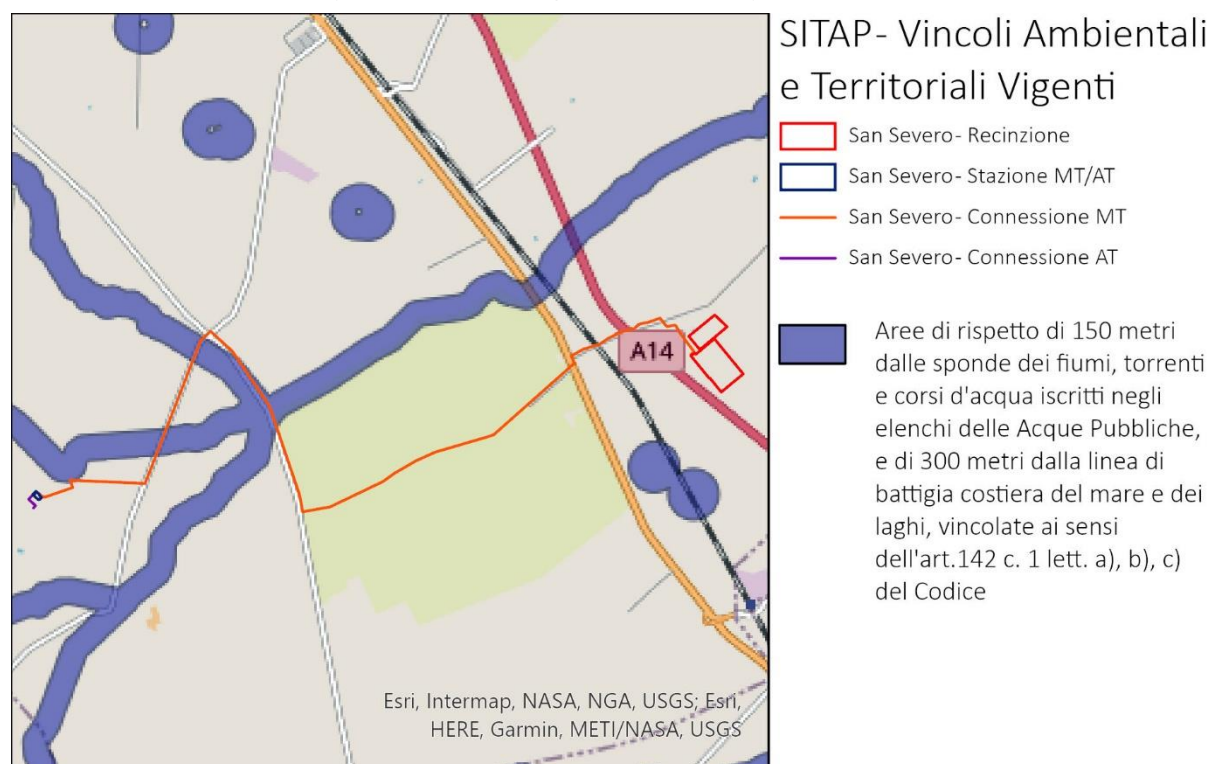 SITAP - Vincoli Ambientali
e Territoriali Vigenti
San Severo - Recinzione
San Severo - Stazione MT/AT
San Severo - Connessione MT
San Severo - Connessione AT
Aree di rispetto di 150 metri
dalle sponde dei fiumi, torrenti
e corsi d'acqua iscritti negli
elenchi delle Acque Pubbliche,
e di 300 metri dalla linea di
battigia costiera del mare e dei
laghi, vincolate ai sensi
dell'art.142 c. 1 lett. a), b), c)
del Codice
A14
Esri, Intermap, NASA, NGA, USGS; Esri,
HERE, Garmin, METI/NASA, USGS